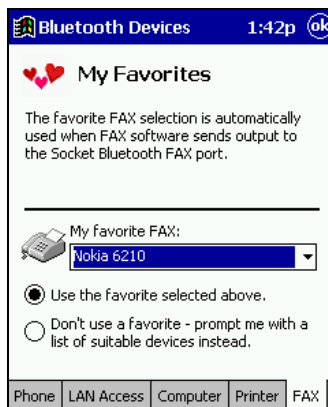 Bluetooth Devices 1:42p ok
My Favorites
The favorite FAX selection is automatically
used when FAX software sends output to
the Socket Bluetooth FAX port.
My favorite FAX:
Nokia 6210
Use the favorite selected above.
Don't use a favorite - prompt me with a
list of suitable devices instead.
Phone LAN Access Computer Printer FAX